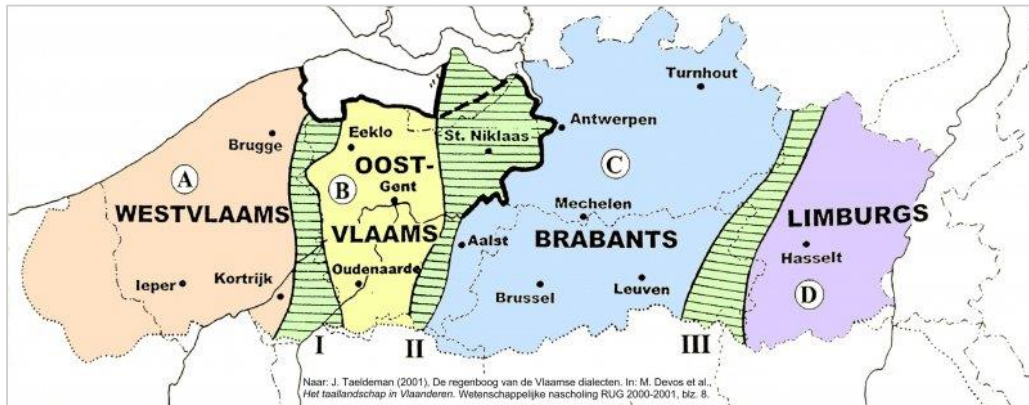 Turnhout
Antwerpen
St. Niklaas
Eeklo
Brugge
OOST-
C
A
B
Gent
Mechelen
WESTVLAAMS
LIMBURGS
VLAAMS
BRABANTS
Aalst
Hasselt
Oudenaarde
Ieper
Kortrijk
Brussel
Leuven
D
I
II
III
Naar: J. Taeldeman (2001), De regenboog van de Vlaamse dialecten. In: M. Devos et al.,
Het taallandschap in Vlaanderen. Wetenschappelijke nascholing RUG 2000-2001, blz. 8.